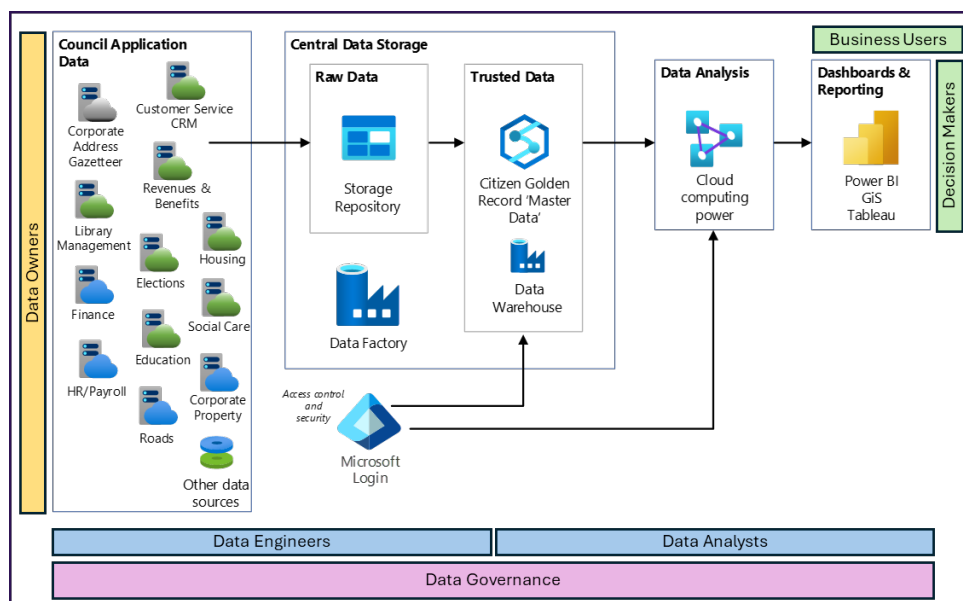 Data Owners
Council Application
Data
Customer Service
CRM
Corporate
Address
Gazetteer
Revenues &
Benefits
Library
Management
Housing
Elections
Finance
Social Care
Education
HR/Payroll
Corporate
Property
Roads
Other data
sources
Central Data Storage
Raw Data
Storage
Repository
Data Factory
Trusted Data
Citizen Golden
Record ‘Master
Data’
Data
Warehouse
Access control
and
security
Microsoft
Login
Data Analysis
Cloud
computing
power
Business Users
Dashboards &
Reporting
Power BI
GiS
Tableau
Decision Makers
Data Engineers
Data Analysts
Data Governance